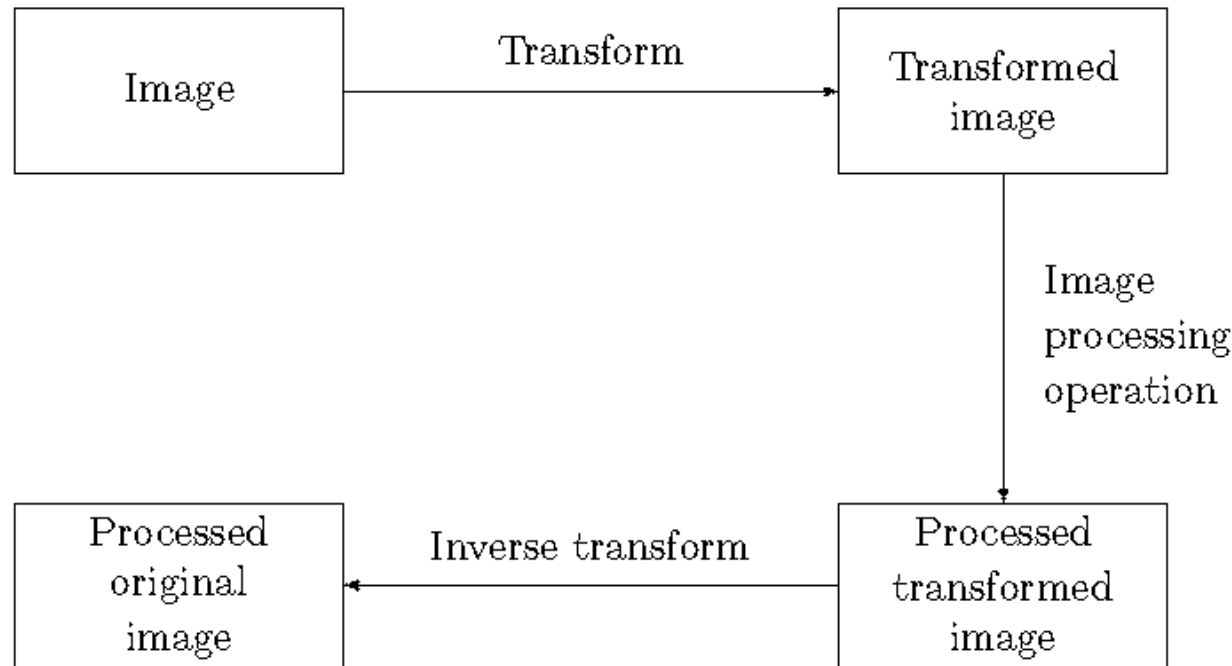 Image
Transform
Transformed
image
Image
processing
operation
Processed
original
image
Inverse transform
Processed
transformed
image